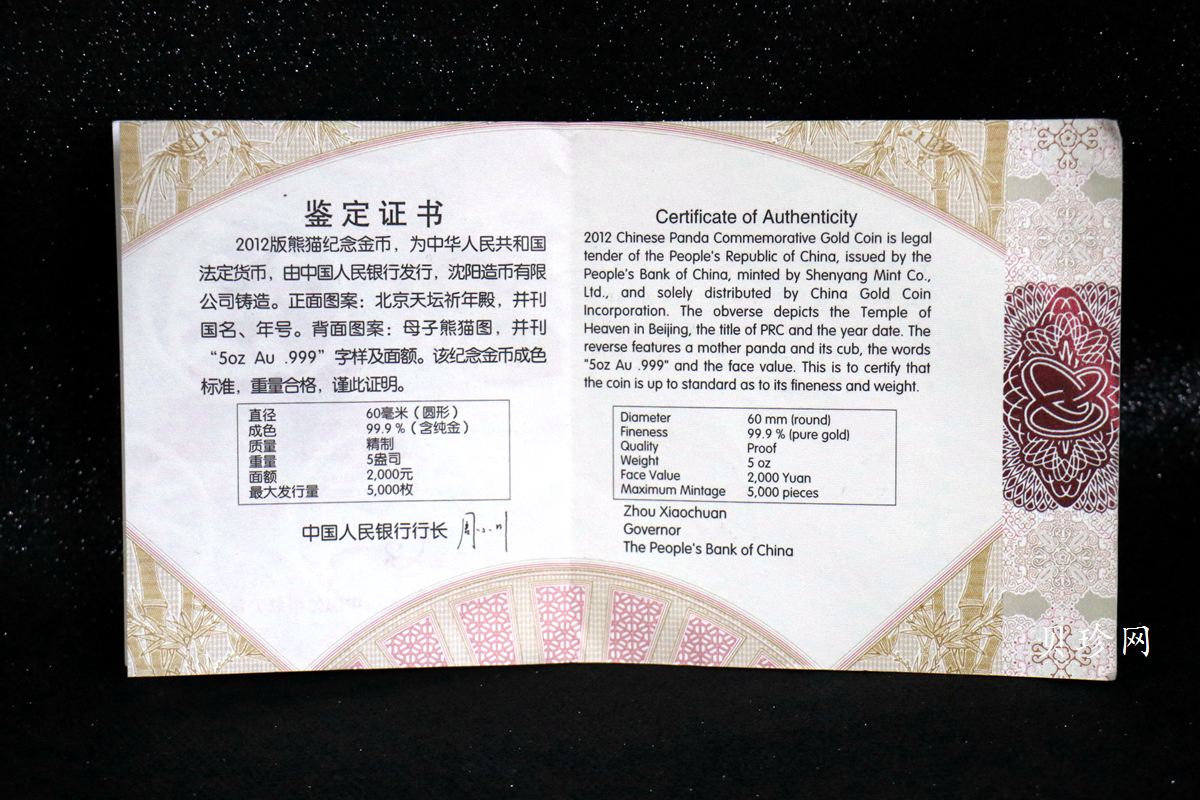 鉴定证书
2012版熊猫纪念金币，为中华人民共和国
法定货币，由中国人民银行发行，沈阳造币有限
公司铸造。正面图案：北京天坛祈年殿，并刊
国名、年号。背面图案：母子熊猫图，并刊
“5oz Au .999”字样及面额。该纪念金币成色
标准，重量合格，谨此证明。
直径 60毫米（圆形）
成色 99.9 %（含纯金）
质量 精制
重量 5盎司
面额 2,000元
最大发行量 5,000枚
中国人民银行行长
Certificate of Authenticity
2012 Chinese Panda Commemorative Gold Coin is legal
tender of the People's Republic of China, issued by the
People's Bank of China, minted by Shenyang Mint Co.,
Ltd., and solely distributed by China Gold Coin
Incorporation. The obverse depicts the Temple of
Heaven in Beijing, the title of PRC and the year date. The
reverse features a mother panda and its cub, the words
"5oz Au .999" and the face value. This is to certify that
the coin is up to standard as to its fineness and weight.
Diameter 60 mm (round)
Fineness 99.9 % (pure gold)
Quality Proof
Weight 5 oz
Face Value 2,000 Yuan
Maximum Mintage 5,000 pieces
Zhou Xiaochuan
Governor
The People's Bank of China
贝珍网